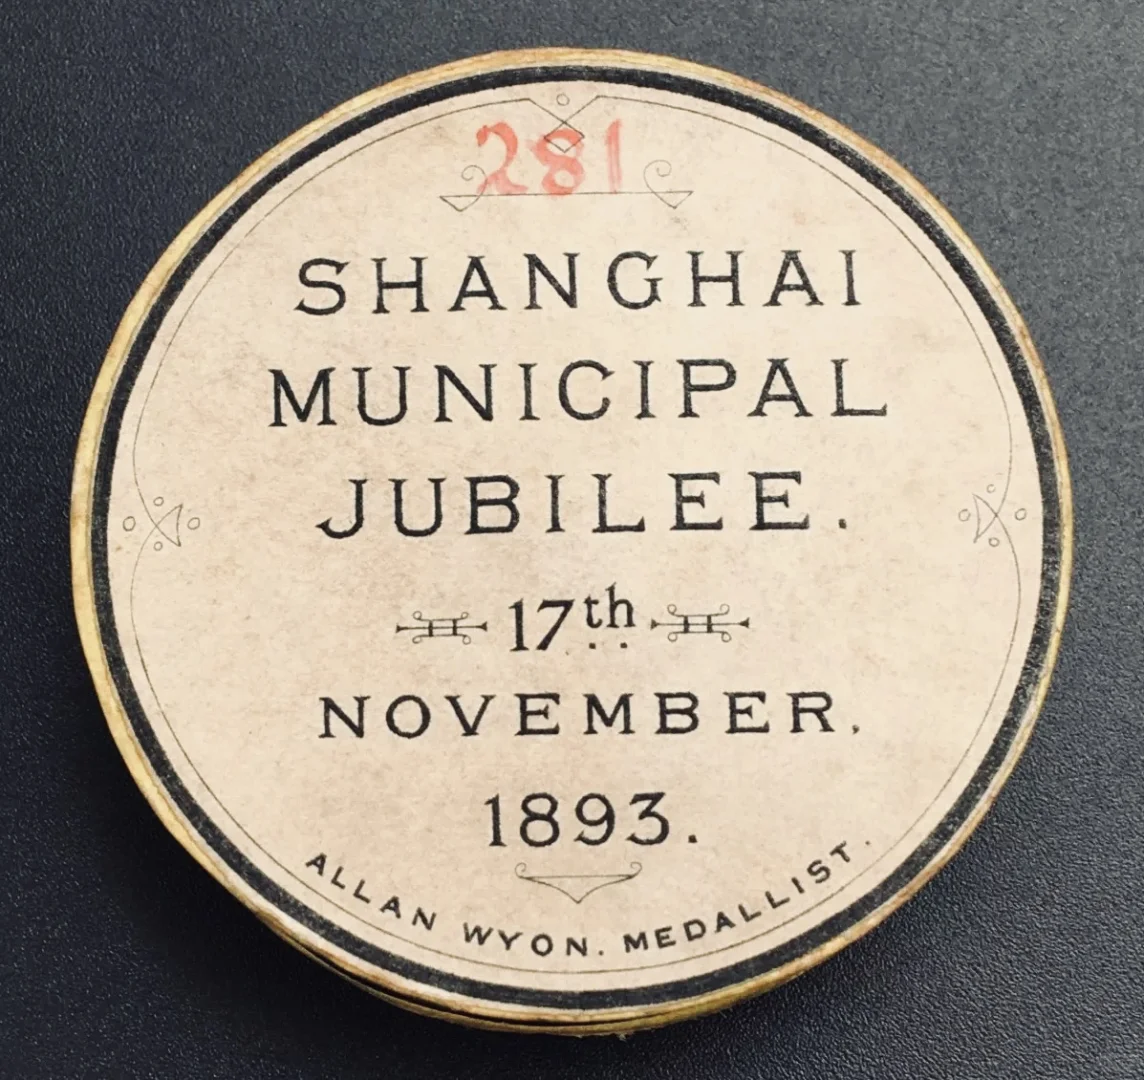 281
SHANGHAI
MUNICIPAL
JUBILEE.
17th
NOVEMBER.
1893.
ALLAN WYON. MEDALLIST.